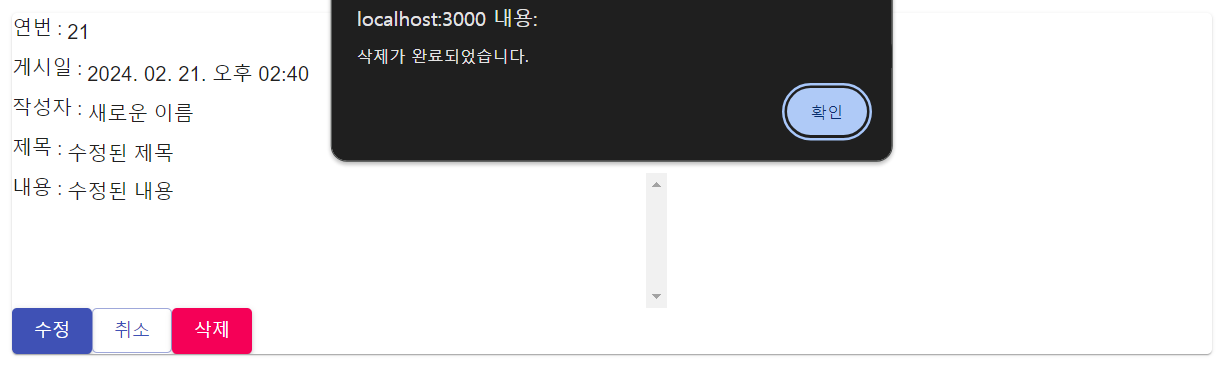 연번 : 21
localhost:3000 내용:
삭제가 완료되었습니다.
확인
게시일 : 2024. 02. 21. 오후 02:40
작성자 : 새로운 이름
제목 : 수정된 제목
내용 : 수정된 내용
수정 취소 삭제